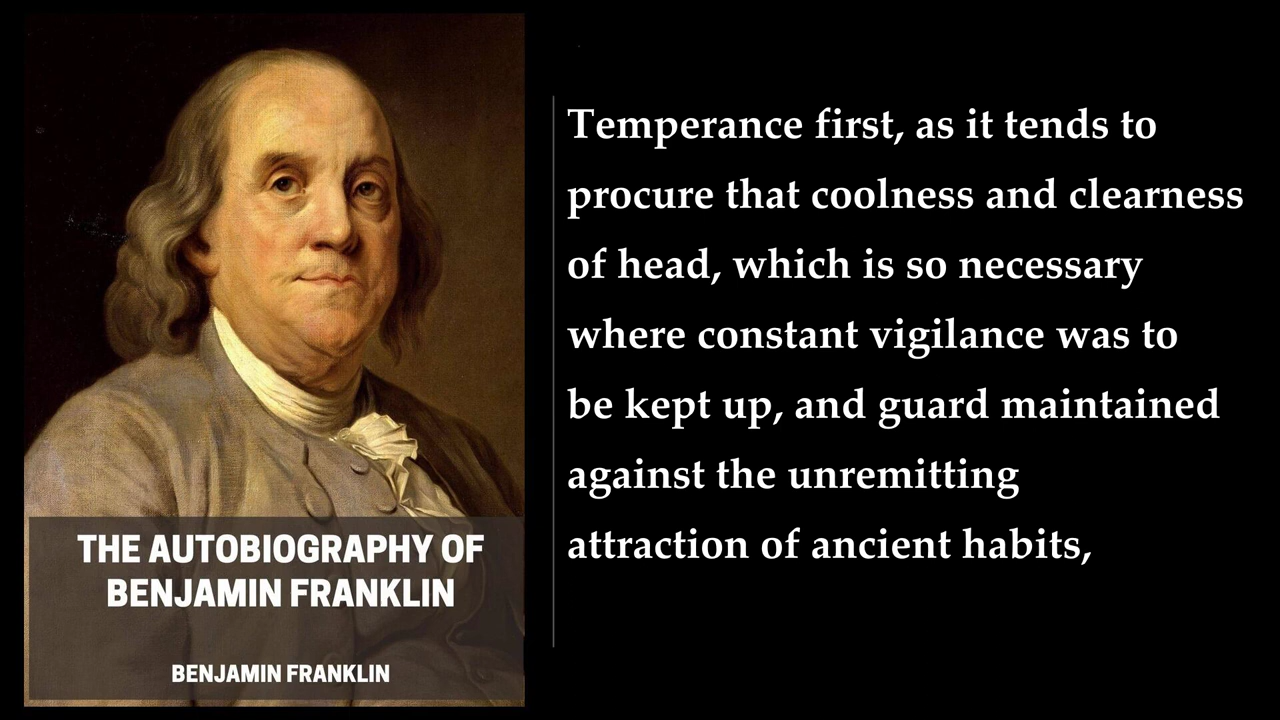 THE AUTOBIOGRAPHY OF
BENJAMIN FRANKLIN
BENJAMIN FRANKLIN
Temperance first, as it tends to
procure that coolness and clearness
of head, which is so necessary
where constant vigilance was to
be kept up, and guard maintained
against the unremitting
attraction of ancient habits,